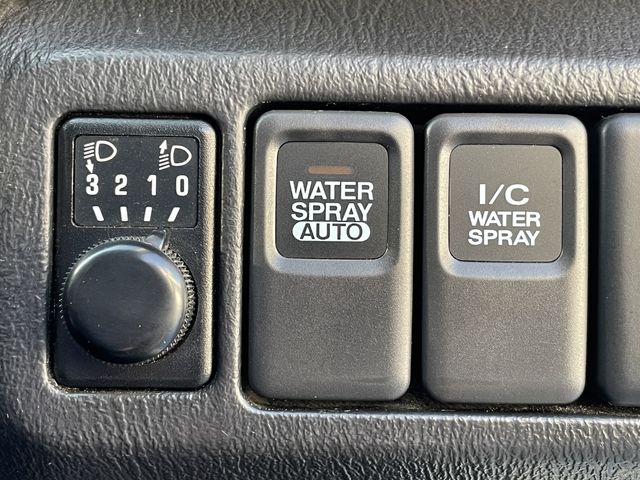 3 2 1 0
WATER
SPRAY
AUTO
I/C
WATER
SPRAY